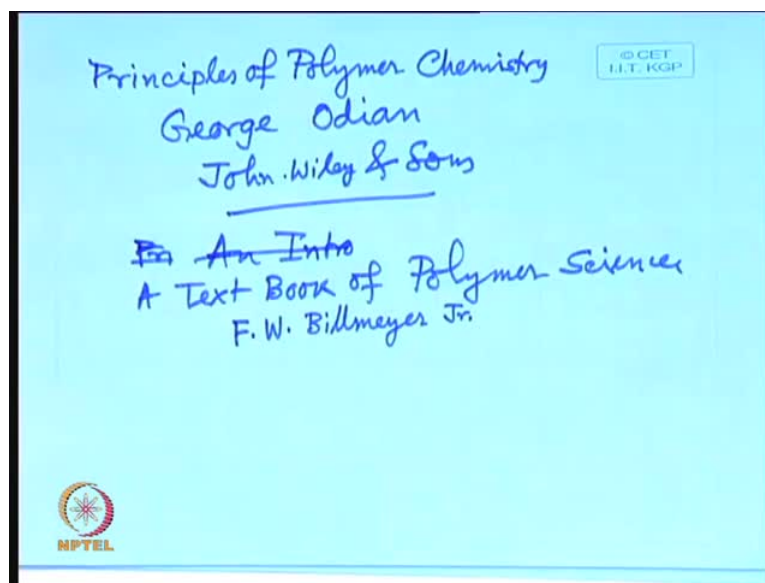 Principles of Polymer Chemistry
© CET
I.I.T. KGP
George Odian
John Wiley & Sons
An Intro
A Text Book of Polymer Science
F. W. Billmeyer Jr.
NPTEL